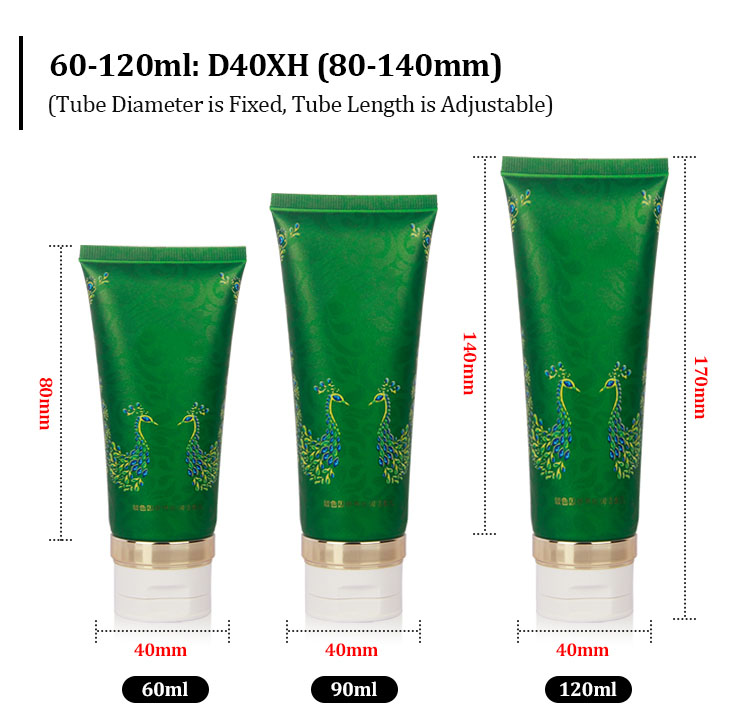 60-120ml: D40XH (80-140mm)
(Tube Diameter is Fixed, Tube Length is Adjustable)
80mm
140mm
170mm
40mm
40mm
40mm
60ml
90ml
120ml